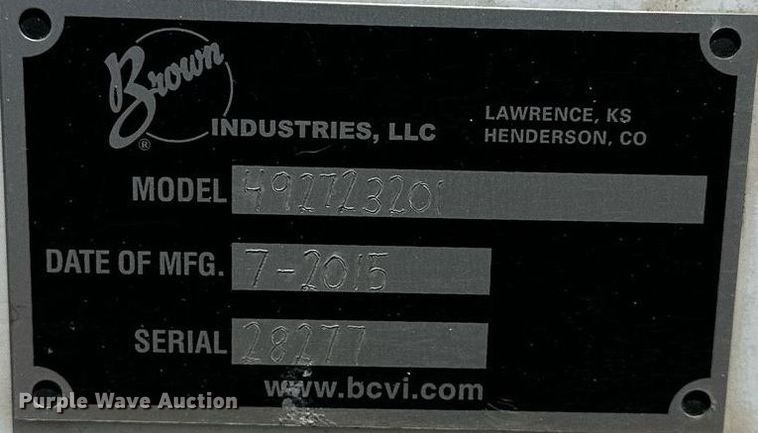 Brown ®
INDUSTRIES, LLC
LAWRENCE, KS
HENDERSON, CO
MODEL 492723201
DATE OF MFG. 7-2015
SERIAL 28277
www.bcvi.com
Purple Wave Auction